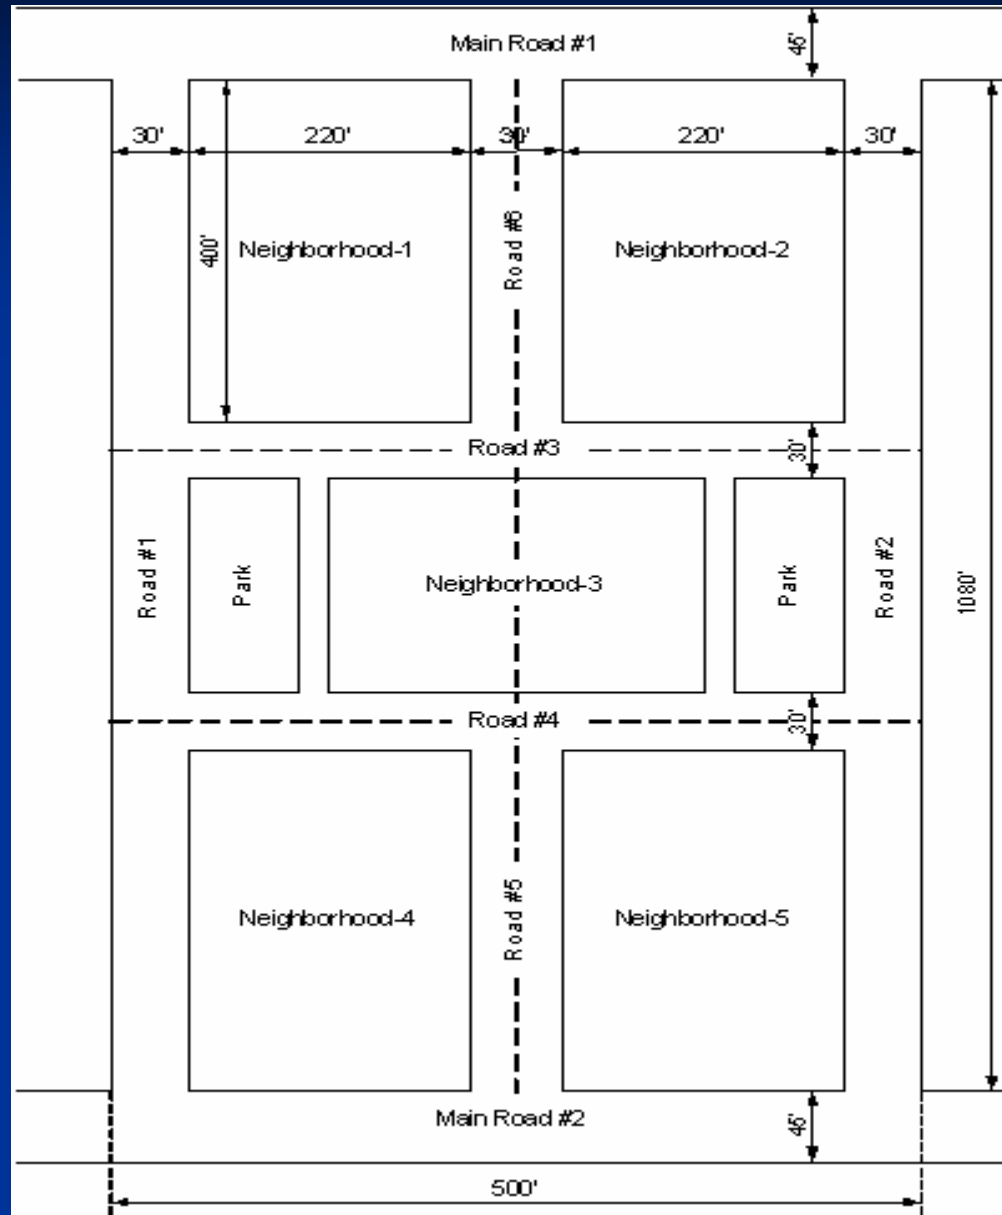 Main Road #1
45'
30'
220'
30'
220'
30'
400'
Neighborhood-1
Road #6
Neighborhood-2
Road #3
30'
Road #1
Park
Neighborhood-3
Park
Road #2
1080'
Road #4
30'
Neighborhood-4
Road #5
Neighborhood-5
Main Road #2
45'
500'